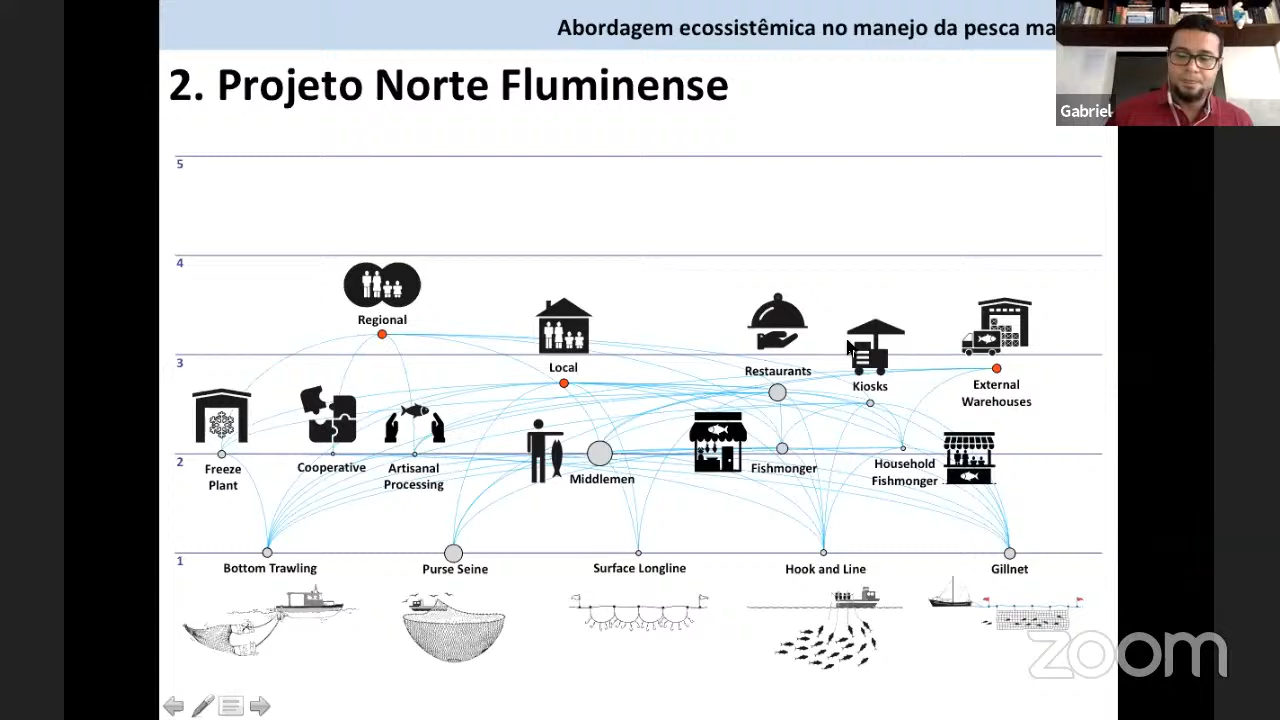 Abordagem ecossistêmica no manejo da pesca ma
Gabriel
2. Projeto Norte Fluminense
5
4
Regional
3
Local
Restaurants
Kiosks
External
Warehouses
2
Freeze
Plant
Cooperative
Artisanal
Processing
Middlemen
Fishmonger
Household
Fishmonger
1
Bottom Trawling
Purse Seine
Surface Longline
Hook and Line
Gillnet
zoom